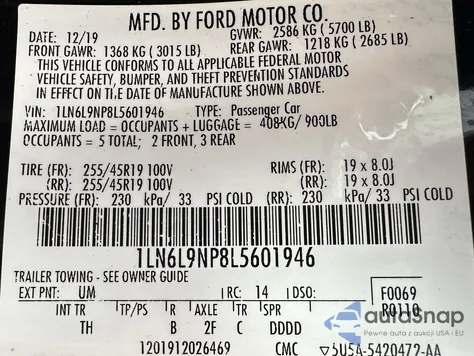 MFD. BY FORD MOTOR CO.
DATE: 12/19 GVWR: 2586 KG ( 5700 LB)
FRONT GAWR: 1368 KG ( 3015 LB) REAR GAWR: 1218 KG ( 2685 LB)
THIS VEHICLE CONFORMS TO ALL APPLICABLE FEDERAL MOTOR
VEHICLE SAFETY, BUMPER, AND THEFT PREVENTION STANDARDS
IN EFFECT ON THE DATE OF MANUFACTURE SHOWN ABOVE.
VIN: 1LN6L9NP8L5601946 TYPE: Passenger Car
MAXIMUM LOAD = OCCUPANTS + LUGGAGE = 408KG/ 900LB
OCCUPANTS = 5 TOTAL; 2 FRONT, 3 REAR
TIRE (FR): 255/45R19 100V RIMS (FR): 19 x 8.0J
(RR): 255/45R19 100V (RR): 19 x 8.0J
PRESSURE (FR): 230 kPa/ 33 PSI COLD (RR): 230 kPa/ 33 PSI COLD
1LN6L9NP8L5601946
TRAILER TOWING - SEE OWNER GUIDE
EXT PNT: UM RC: 14 DSO: F0069
INT TR TP/PS R AXLE TR SPR R0110
TH B 2F C DDDD
1201912026469 CMC 5U5A-5420472-AA
autoSnap
Pewne auta z USA i EU